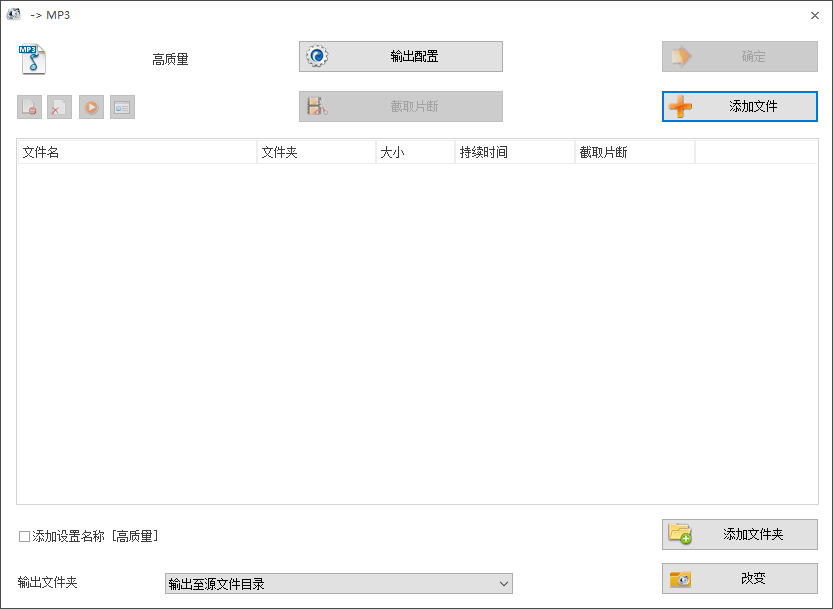 -> MP3
MP3
高质量
输出配置
确定
截取片断
添加文件
文件名 文件夹 大小 持续时间 截取片断
添加设置名称 [高质量]
添加文件夹
输出文件夹
输出至源文件目录
改变